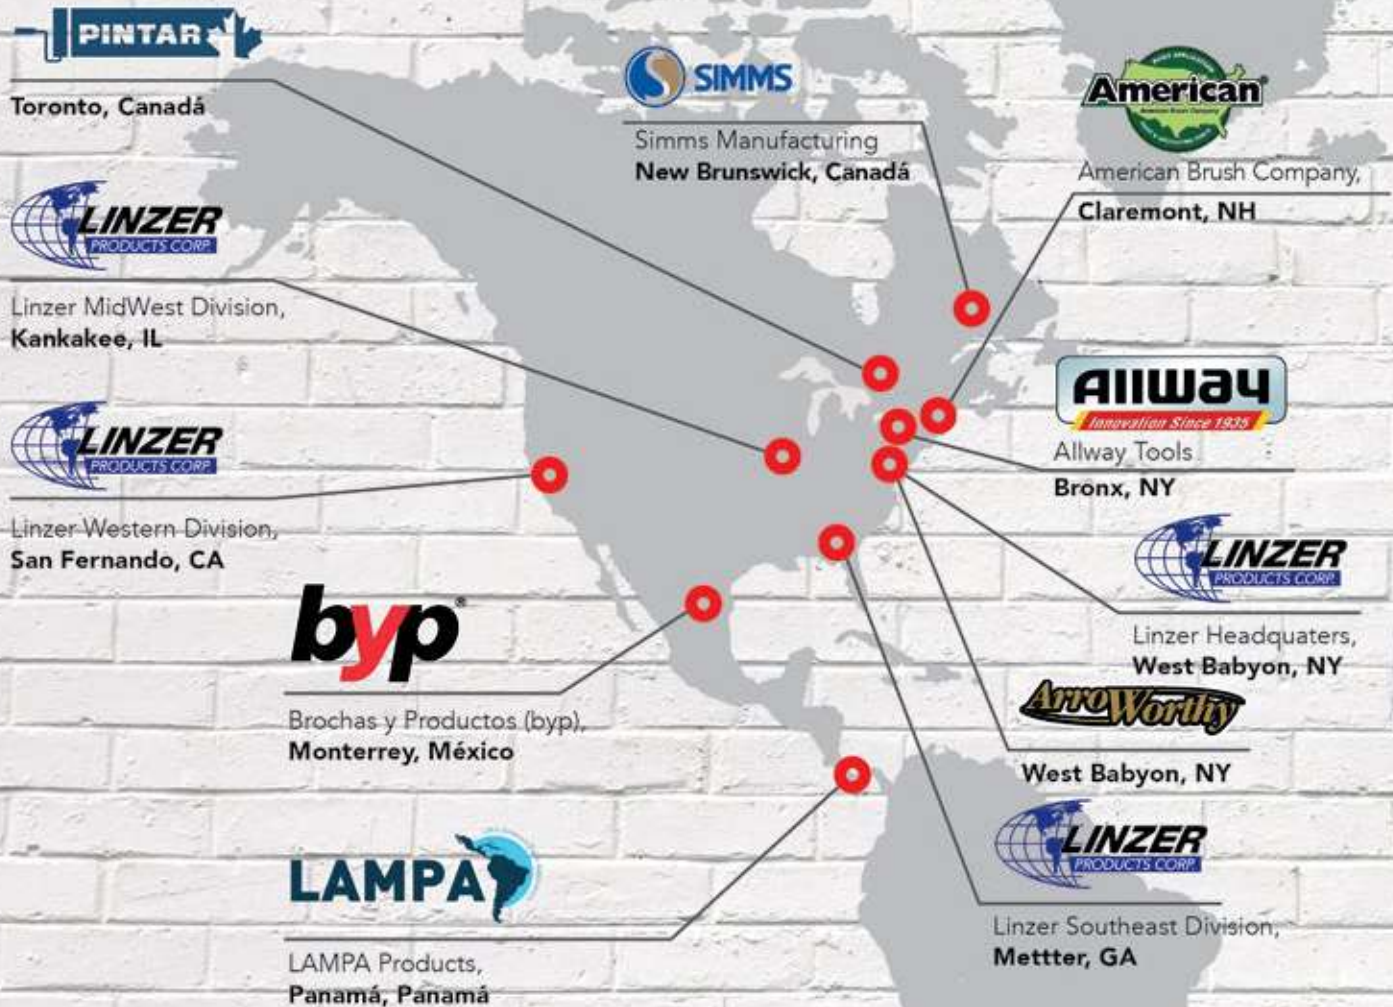 PINTAR
Toronto, Canadá
SIMMS
Simms Manufacturing
New Brunswick, Canadá
American®
American Brush Company
American Brush Company,
Claremont, NH
LINZER
PRODUCTS CORP.
Linzer MidWest Division,
Kankakee, IL
Allway
Innovation Since 1935
Allway Tools
Bronx, NY
LINZER
PRODUCTS CORP.
Linzer Western Division,
San Fernando, CA
LINZER
PRODUCTS CORP.
Linzer Headquaters,
West Babyon, NY
byp®
Brochas y Productos (byp),
Monterrey, México
ArroWorthy
West Babyon, NY
LAMPA
LAMPA Products,
Panamá, Panamá
LINZER
PRODUCTS CORP.
Linzer Southeast Division,
Mettter, GA